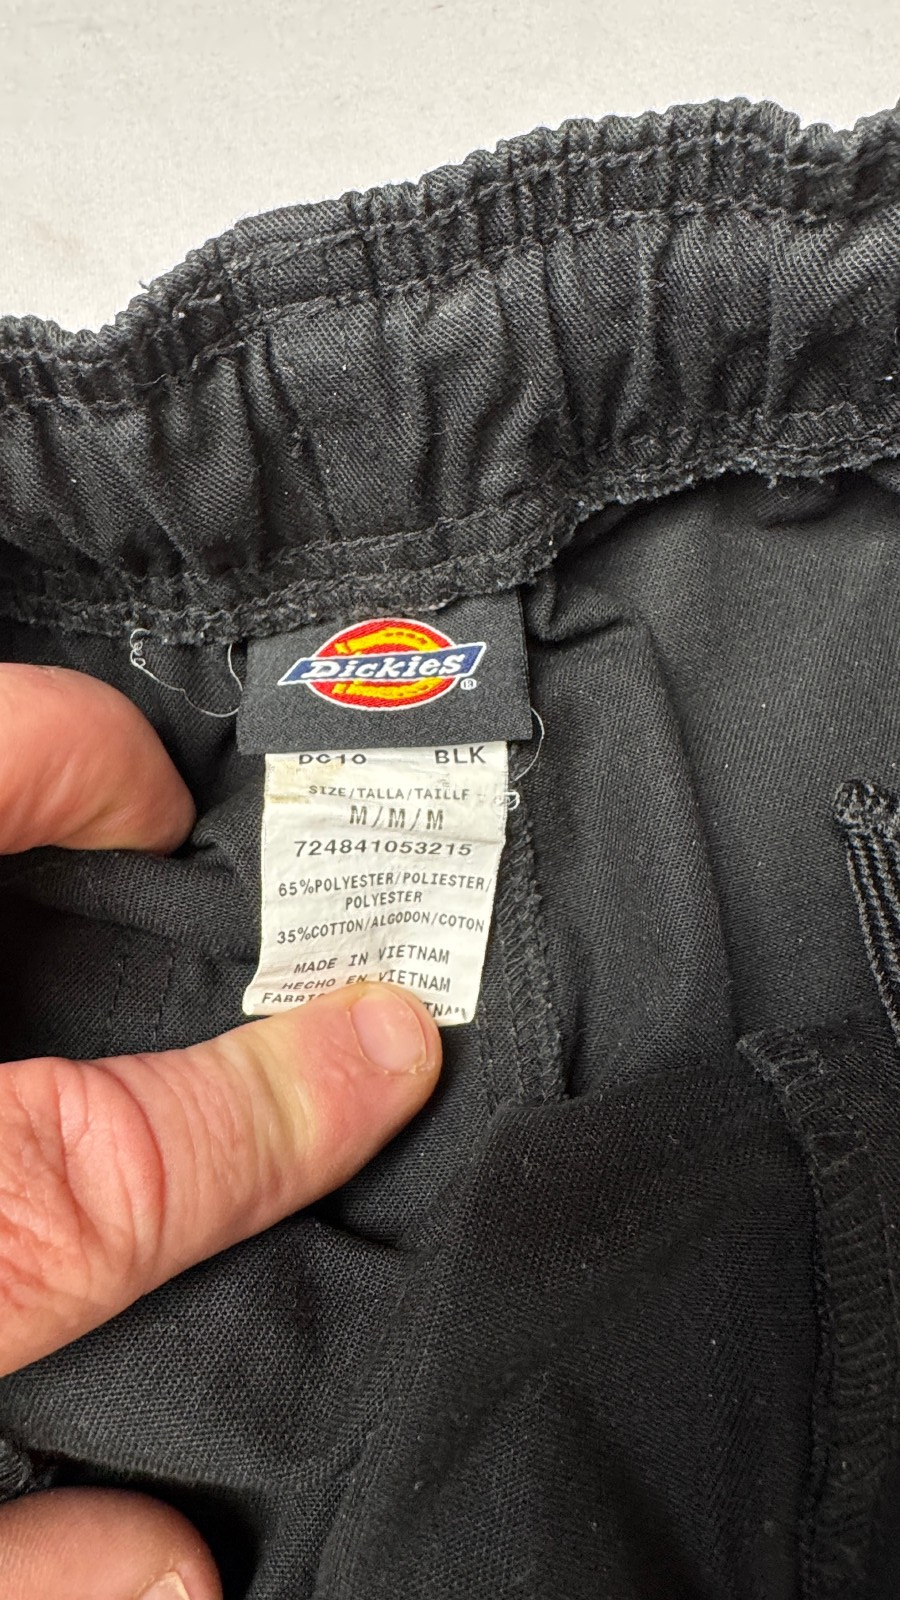 Dickies®
DC10 BLK
SIZE/TALLA/TAILLE
M/M/M
724841053215
65%POLYESTER/POLIESTER/
POLYESTER
35%COTTON/ALGODON/COTON
MADE IN VIETNAM
HECHO EN VIETNAM